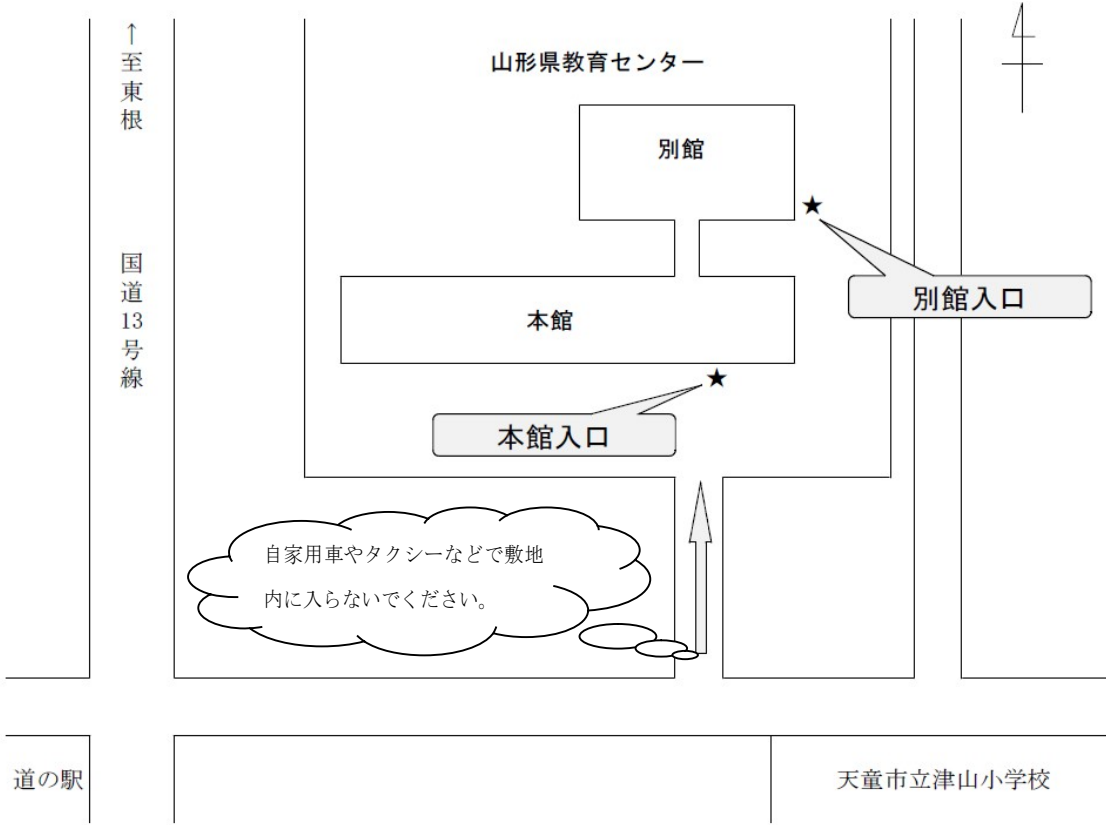 ↑至東根
国道13号線
山形県教育センター
別館
別館入口
本館
本館入口
自家用車やタクシーなどで敷地
内に入らないでください。
道の駅
天童市立津山小学校